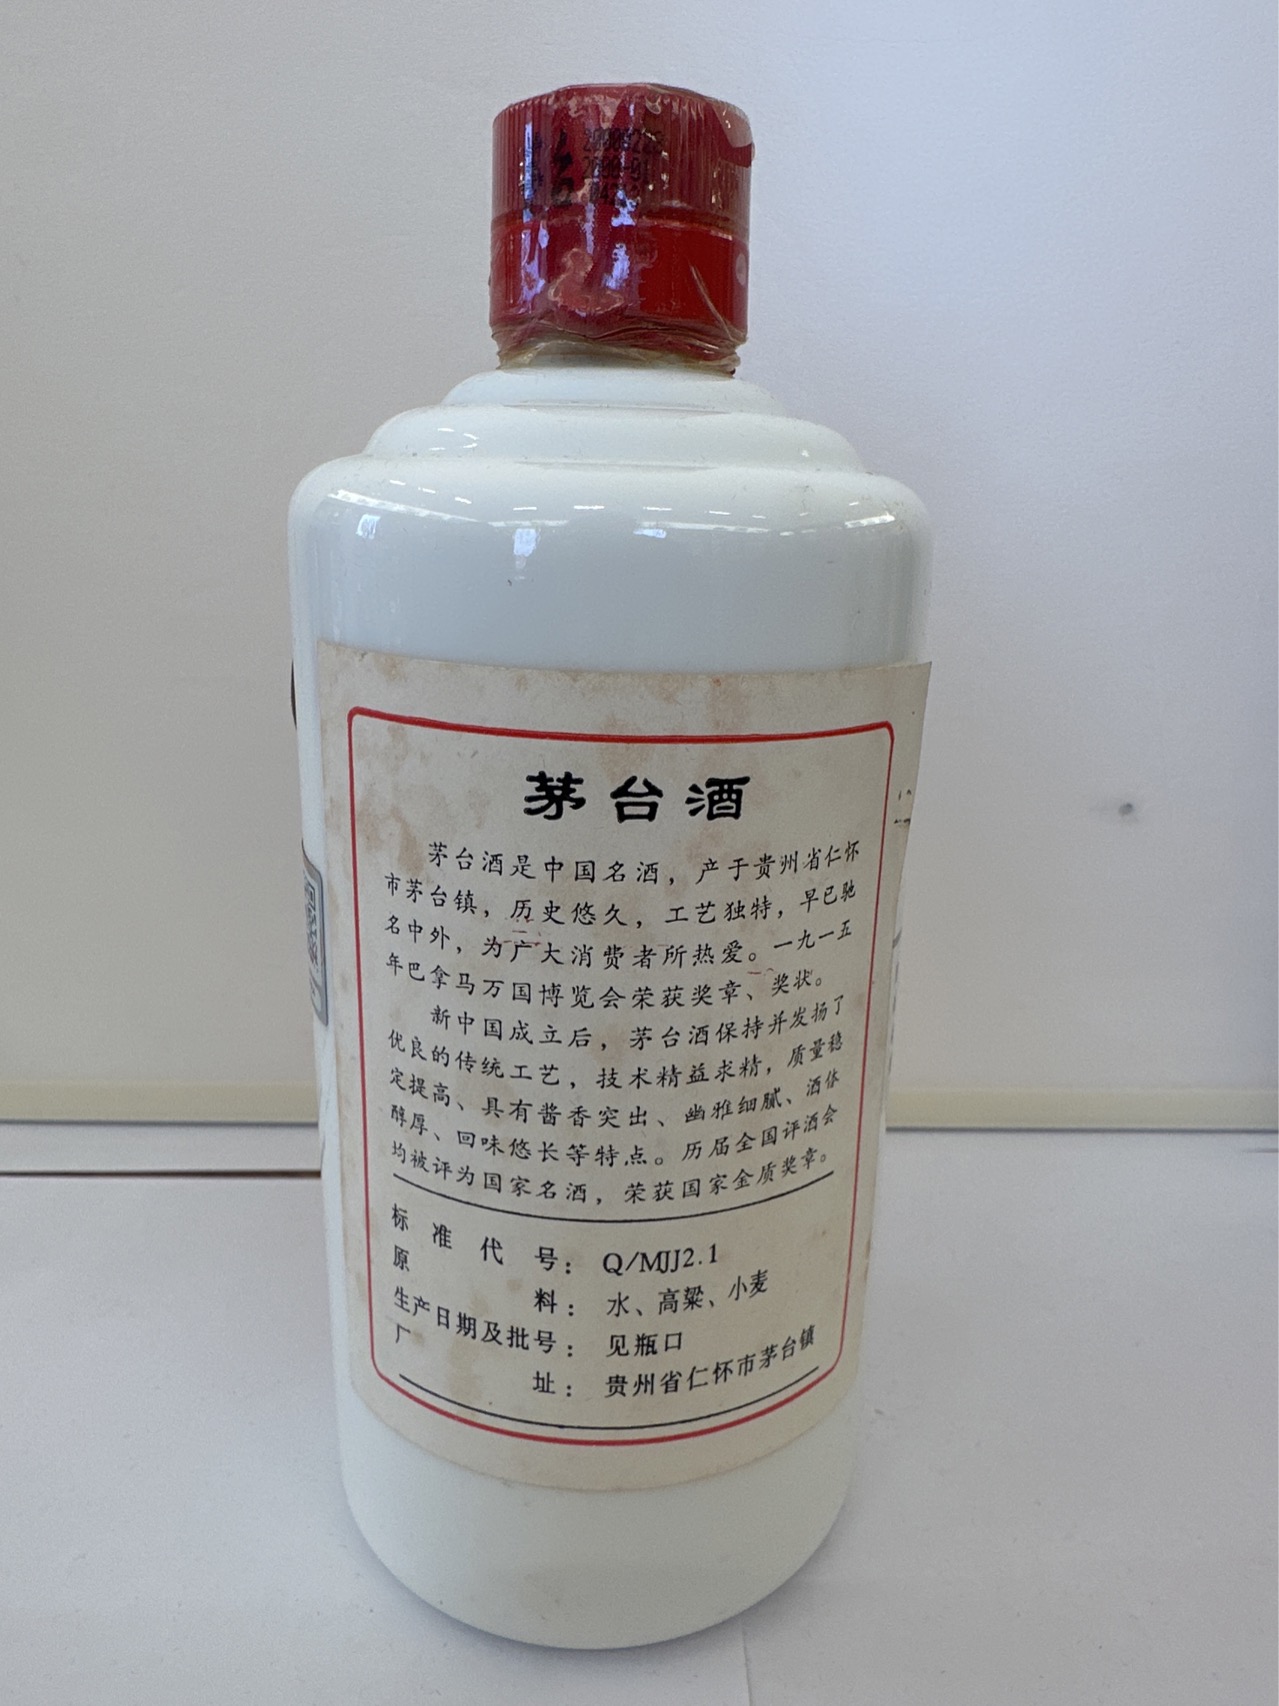 茅台酒
茅台酒是中国名酒，产于贵州省仁怀
市茅台镇，历史悠久，工艺独特，早已驰
名中外，为广大消费者所热爱。一九一五
年巴拿马万国博览会荣获奖章、奖状。
新中国成立后，茅台酒保持并发扬了
优良的传统工艺，技术精益求精，质量稳
定提高、具有酱香突出、幽雅细腻、酒体
醇厚、回味悠长等特点。历届全国评酒会
均被评为国家名酒，荣获国家金质奖章。
标准代号：Q/MJJ2.1
原料：水、高粱、小麦
生产日期及批号：见瓶口
厂址：贵州省仁怀市茅台镇